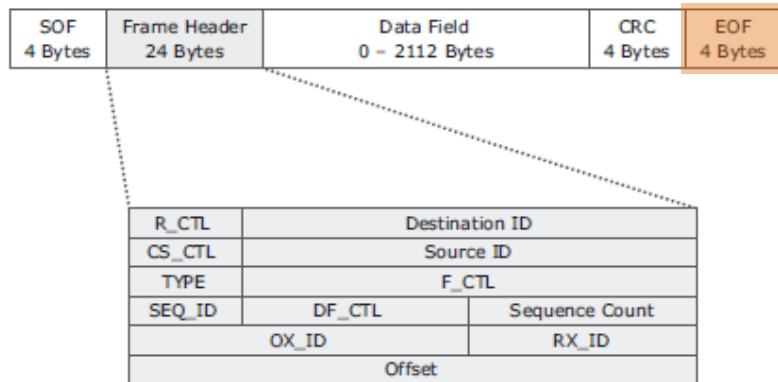 SOF Frame Header Data Field CRC EOF
4 Bytes 24 Bytes 0 – 2112 Bytes 4 Bytes 4 Bytes
R_CTL Destination ID
CS_CTL Source ID
TYPE F_CTL
SEQ_ID DF_CTL Sequence Count
OX_ID RX_ID
Offset